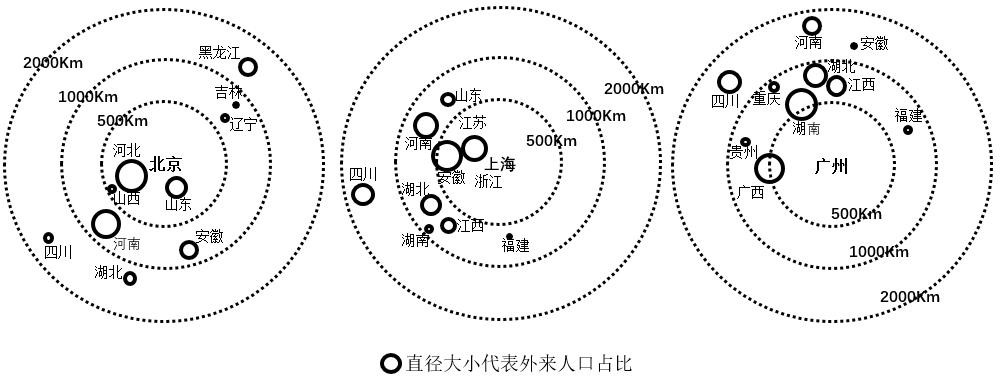 黑龙江
2000Km
吉林
1000Km
辽宁
500Km
河北
北京
山西
山东
河南
安徽
四川
湖北
2000Km
山东
1000Km
江苏
500Km
河南
上海
安徽
四川
浙江
湖北
江西
湖南
福建
河南
安徽
湖北
江西
四川
重庆
福建
湖南
贵州
广州
广西
500Km
1000Km
2000Km
直径大小代表外来人口占比